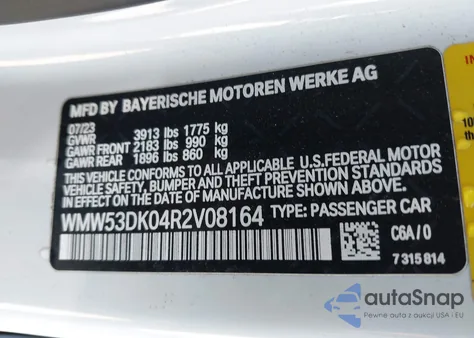 MFD BY BAYERISCHE MOTOREN WERKE AG
07/23
GVWR 3913 lbs 1775 kg
GAWR FRONT 2183 lbs 990 kg
GAWR REAR 1896 lbs 860 kg
THIS VEHICLE CONFORMS TO ALL APPLICABLE U.S.FEDERAL MOTOR
VEHICLE SAFETY, BUMPER AND THEFT PREVENTION STANDARDS
IN EFFECT ON THE DATE OF MANUFACTURE SHOWN ABOVE.
WMW53DK04R2V08164 TYPE: PASSENGER CAR
C6A / 0
7 315 814
autoSnap
Pewne auta z aukcji USA i EU